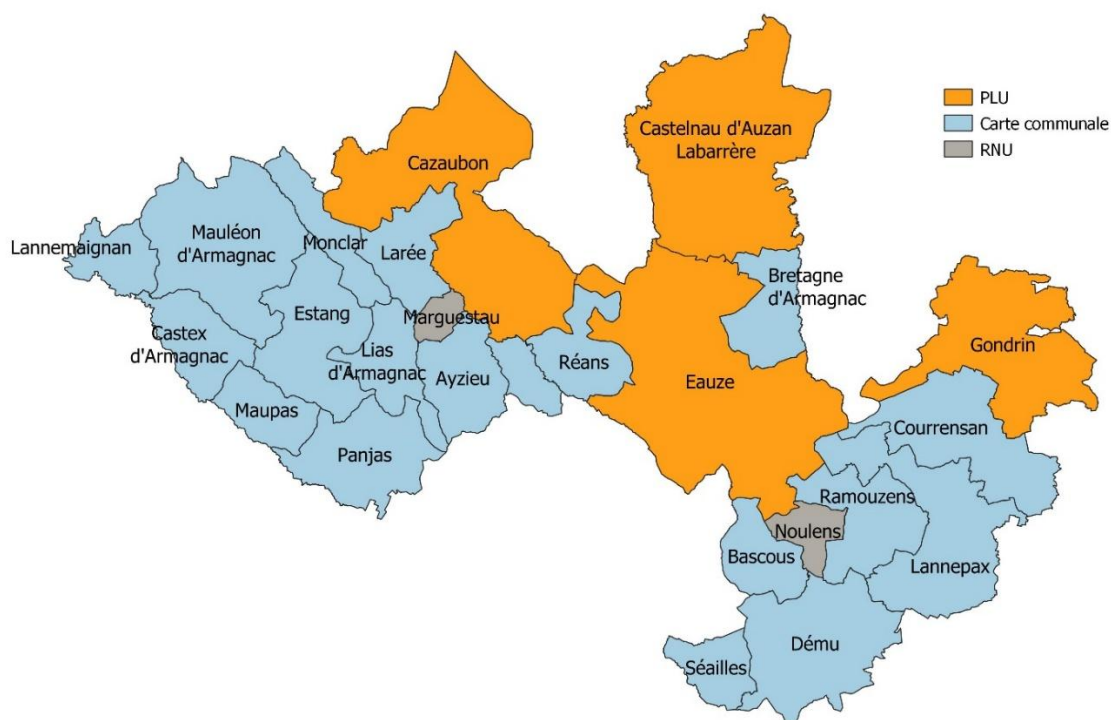 PLU
Carte communale
RNU
Castelnau d'Auzan
Labarrère
Cazaubon
Mauléon
d'Armagnac
Lannemaignan
Monclar
Larée
Bretagne
d'Armagnac
Estang
Marguestau
Castex
d'Armagnac
Lias
d'Armagnac
Ayzieu
Réans
Eauze
Gondrin
Maupas
Panjas
Courrensan
Ramouzens
Noulens
Bascous
Lannepax
Dému
Séailles